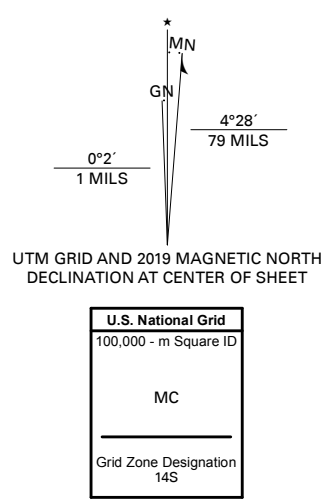 ★
MN
GN
4°28´
79 MILS
0°2´
1 MILS
UTM GRID AND 2019 MAGNETIC NORTH
DECLINATION AT CENTER OF SHEET
U.S. National Grid
100,000 - m Square ID
MC
Grid Zone Designation
14S